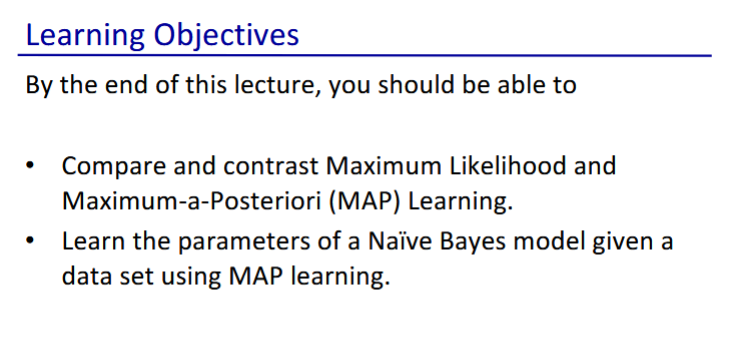 Learning Objectives
By the end of this lecture, you should be able to
• Compare and contrast Maximum Likelihood and
Maximum-a-Posteriori (MAP) Learning.
• Learn the parameters of a Naïve Bayes model given a
data set using MAP learning.